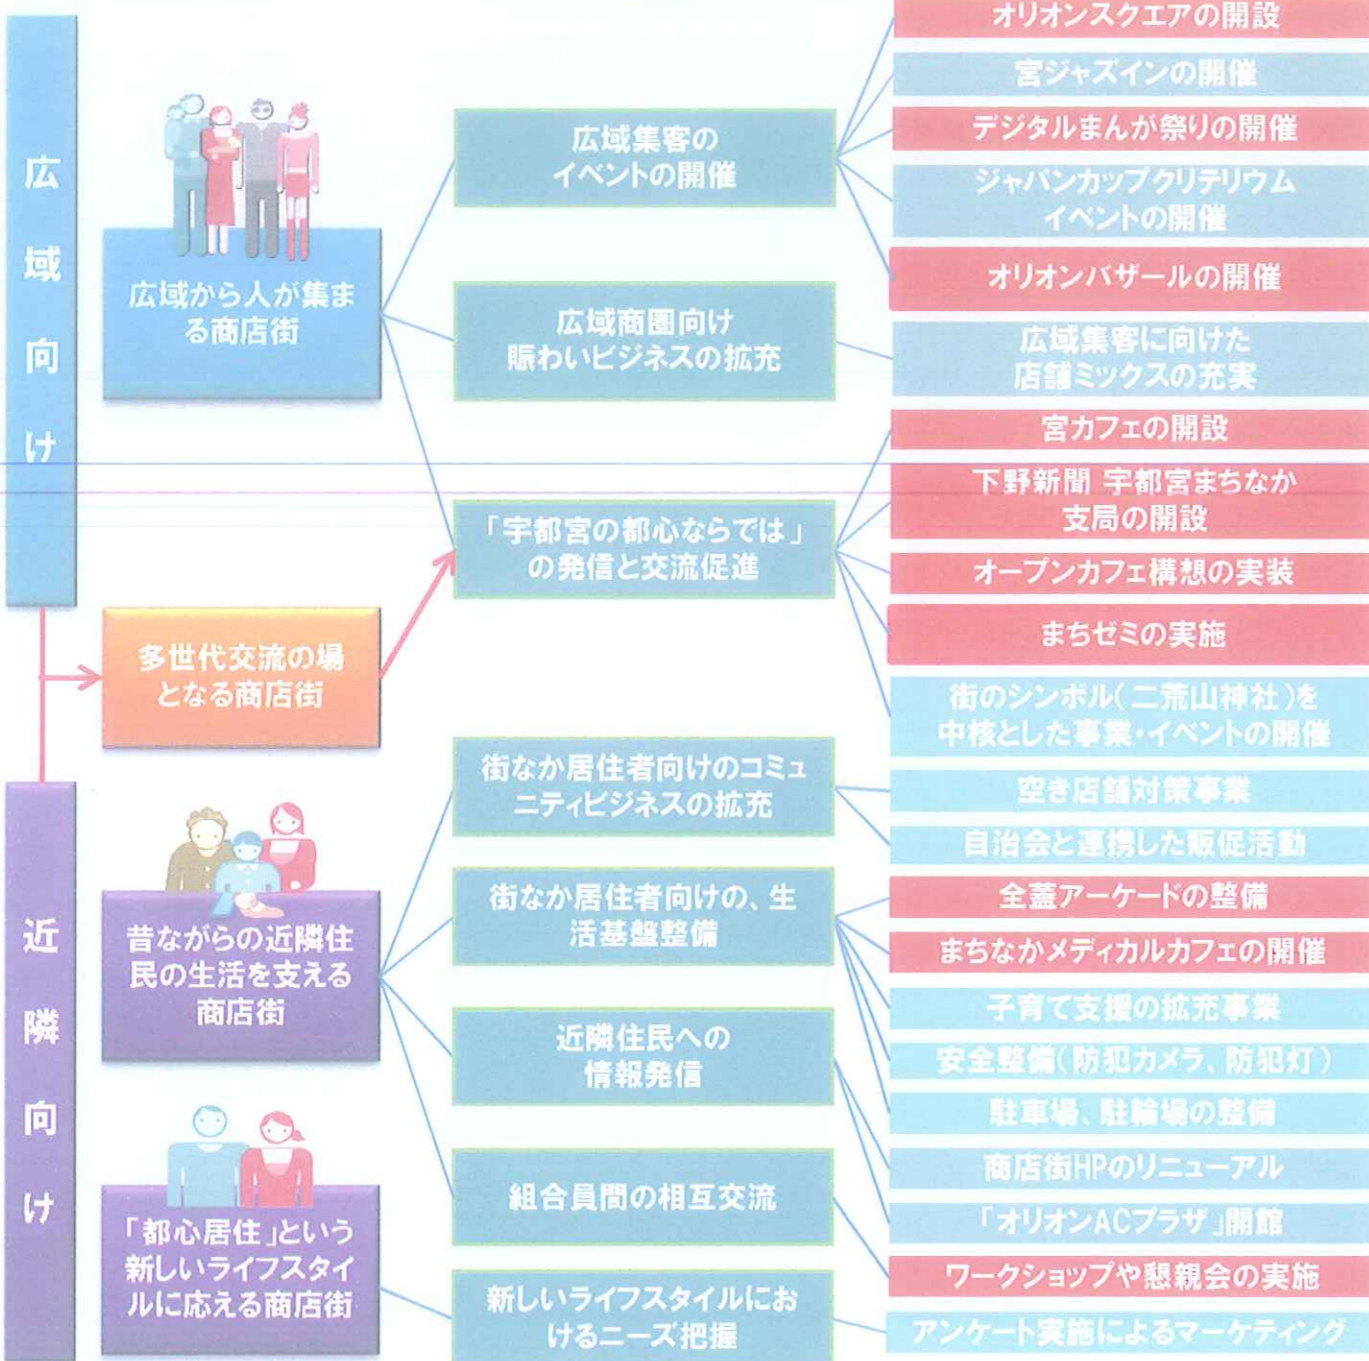 広域向け
広域から人が集ま
る商店街
多世代交流の場
となる商店街
近隣向け
昔ながらの近隣住
民の生活を支える
商店街
「都心居住」という
新しいライフスタイ
ルに応える商店街
広域集客の
イベントの開催
広域商圏向け
賑わいビジネスの拡充
「宇都宮の都心ならでは」
の発信と交流促進
街なか居住者向けのコミュ
ニティビジネスの拡充
街なか居住者向けの、生
活基盤整備
近隣住民への
情報発信
組合員間の相互交流
新しいライフスタイルにお
けるニーズ把握
オリオンスクエアの開設
宮ジャズインの開催
デジタルまんが祭りの開催
ジャパンカップクリテリウム
イベントの開催
オリオンバザールの開催
広域集客に向けた
店舗ミックスの充実
宮カフェの開設
下野新聞 宇都宮まちなか
支局の開設
オープンカフェ構想の実装
まちゼミの実施
街のシンボル(二荒山神社)を
中核とした事業・イベントの開催
空き店舗対策事業
自治会と連携した販促活動
全蓋アーケードの整備
まちなかメディカルカフェの開催
子育て支援の拡充事業
安全整備(防犯カメラ、防犯灯)
駐車場、駐輪場の整備
商店街HPのリニューアル
「オリオンACプラザ」開館
ワークショップや懇親会の実施
アンケート実施によるマーケティング